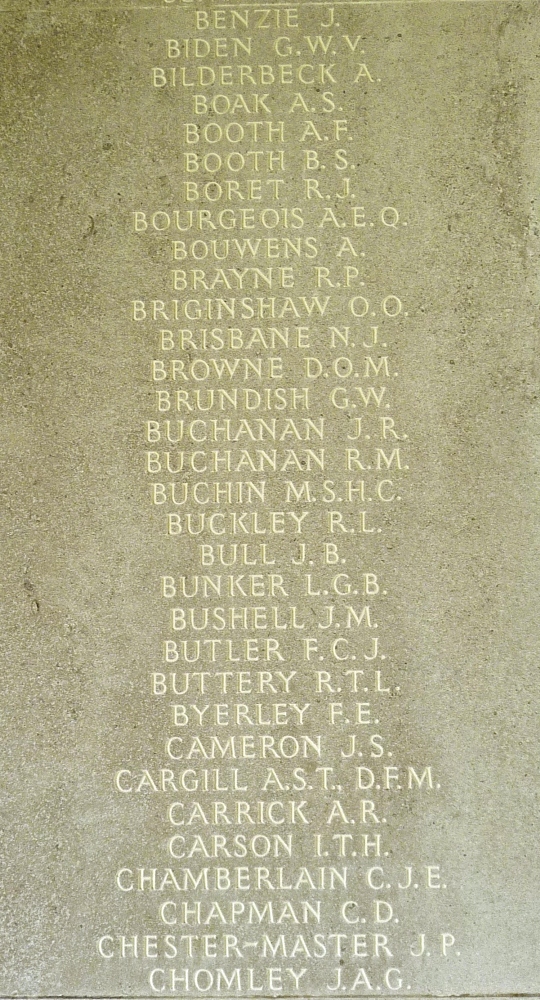 BENZIE J.
BIDEN G.W.V.
BILDERBECK A.
BOAK A.S.
BOOTH A.F.
BOOTH B.S.
BORET R.J.
BOURGEOIS A.E.Q.
BOUWENS A.
BRAYNE R.P.
BRIGINSHAW O.O.
BRISBANE N.J.
BROWNE D.O.M.
BRUNDISH G.W.
BUCHANAN J.R.
BUCHANAN R.M.
BUCHIN M.S.H.C.
BUCKLEY R.L.
BULL J.B.
BUNKER L.G.B.
BUSHELL J.M.
BUTLER F.C.J.
BUTTERY R.T.L.
BYERLEY F.E.
CAMERON J.S.
CARGILL A.S.T., D.F.M.
CARRICK A.R.
CARSON I.T.H.
CHAMBERLAIN C.J.E.
CHAPMAN C.D.
CHESTER-MASTER J.P.
CHOMLEY J.A.G.